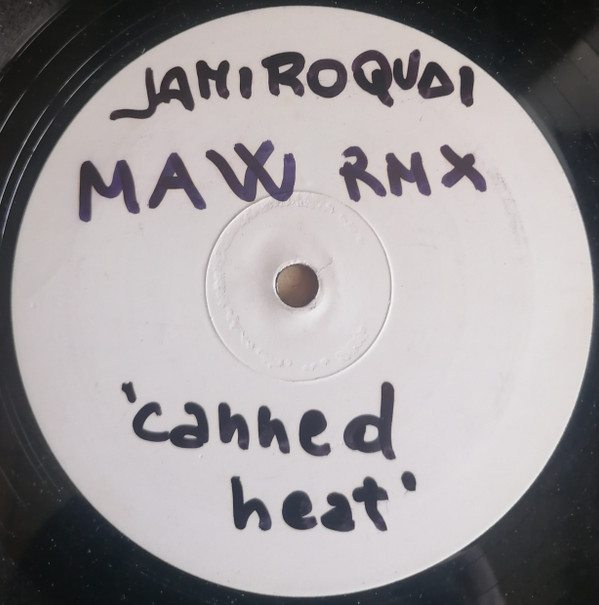 JAMIROQUAI
MAW RMX
'canned
heat'